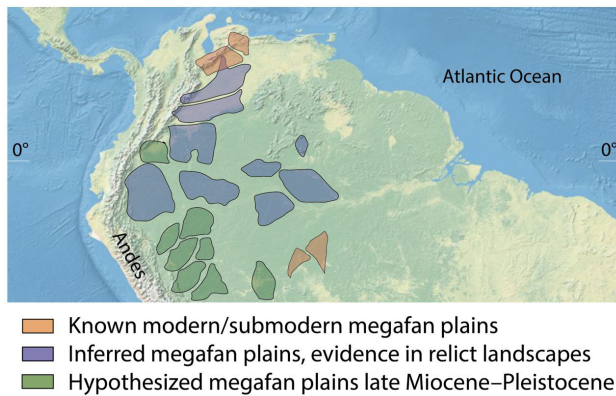 Atlantic Ocean
0°
0°
Andes
Known modern/submodern megafan plains
Inferred megafan plains, evidence in relict landscapes
Hypothesized megafan plains late Miocene–Pleistocene